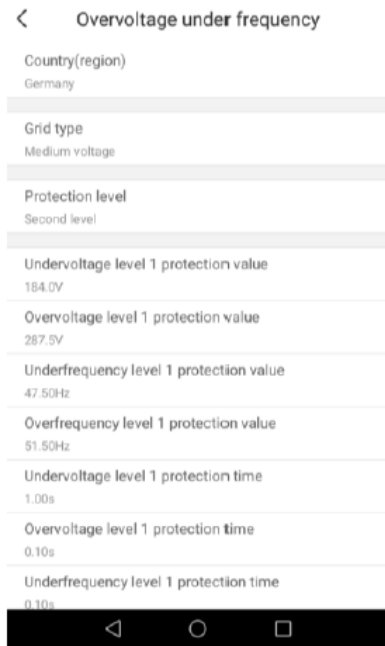 Overvoltage under frequency
Country(region)
Germany
Grid type
Medium voltage
Protection level
Second level
Undervoltage level 1 protection value
184.0V
Overvoltage level 1 protection value
287.5V
Underfrequency level 1 protection value
47.50Hz
Overfrequency level 1 protection value
51.50Hz
Undervoltage level 1 protection time
1.00s
Overvoltage level 1 protection time
0.10s
Underfrequency level 1 protection time
0.10s